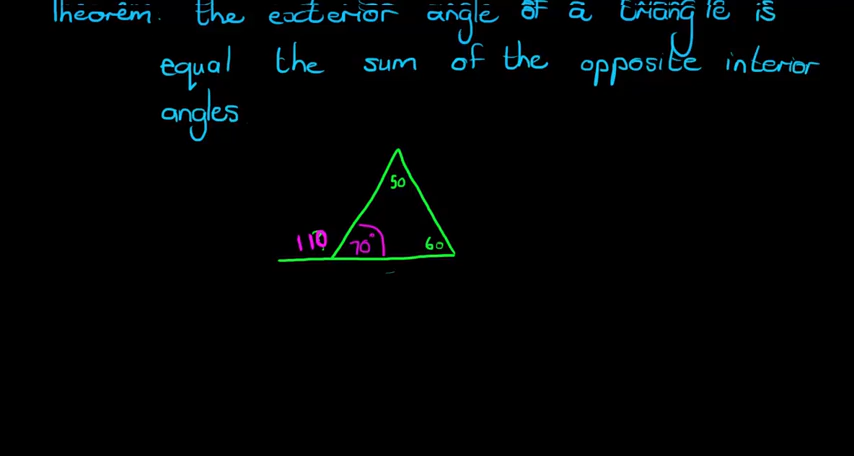 Theorem. the exterior angle of a triangle is
equal the sum of the opposite interior
angles
50
110 70° 60